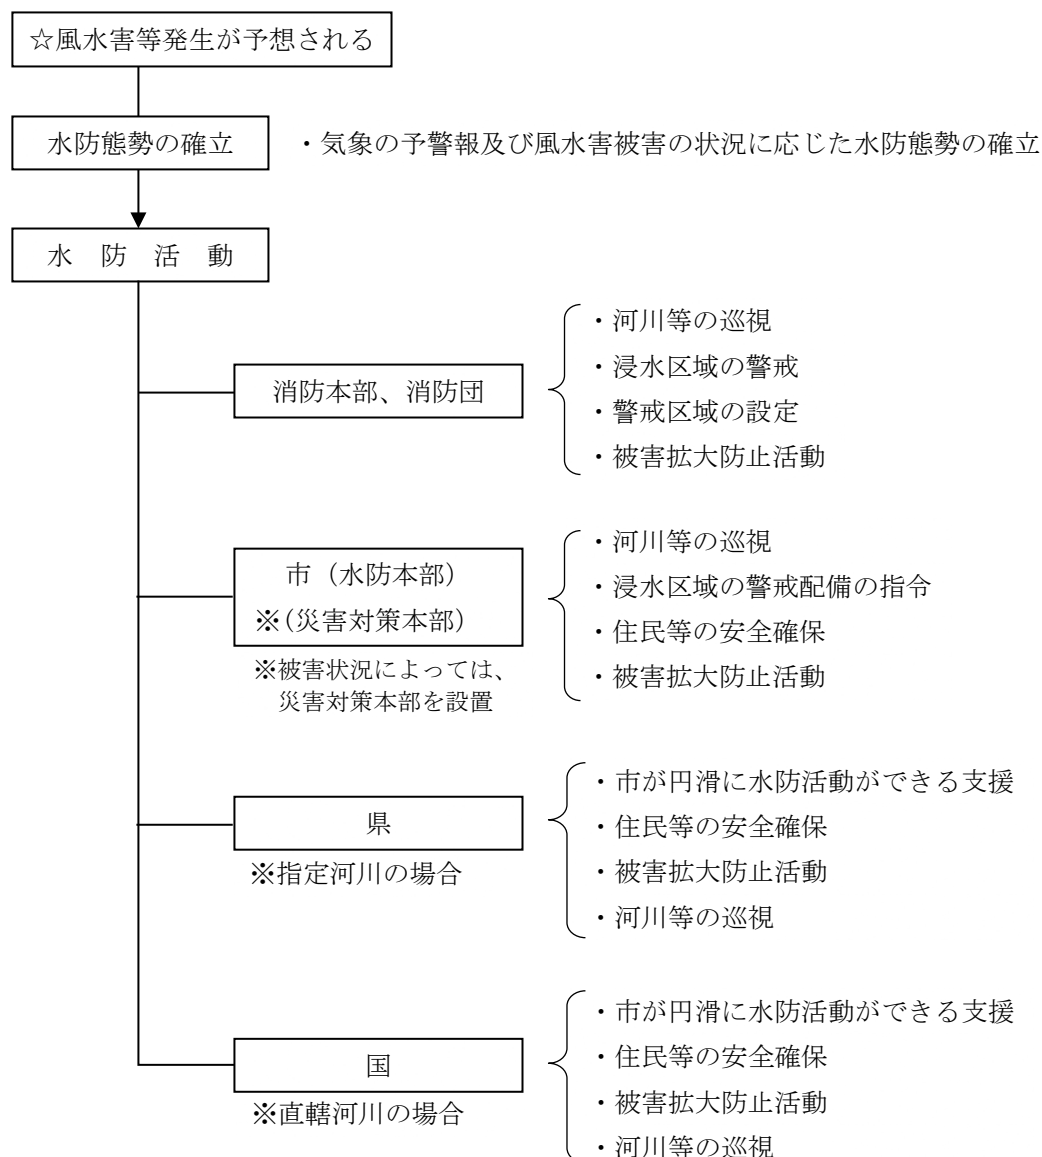 ☆風水害等発生が予想される
水防態勢の確立
・気象の予警報及び風水害被害の状況に応じた水防態勢の確立
水 防 活 動
消防本部、消防団
・河川等の巡視
・浸水区域の警戒
・警戒区域の設定
・被害拡大防止活動
市（水防本部）
※(災害対策本部）
※被害状況によっては、
災害対策本部を設置
・河川等の巡視
・浸水区域の警戒配備の指令
・住民等の安全確保
・被害拡大防止活動
県
※指定河川の場合
・市が円滑に水防活動ができる支援
・住民等の安全確保
・被害拡大防止活動
・河川等の巡視
国
※直轄河川の場合
・市が円滑に水防活動ができる支援
・住民等の安全確保
・被害拡大防止活動
・河川等の巡視